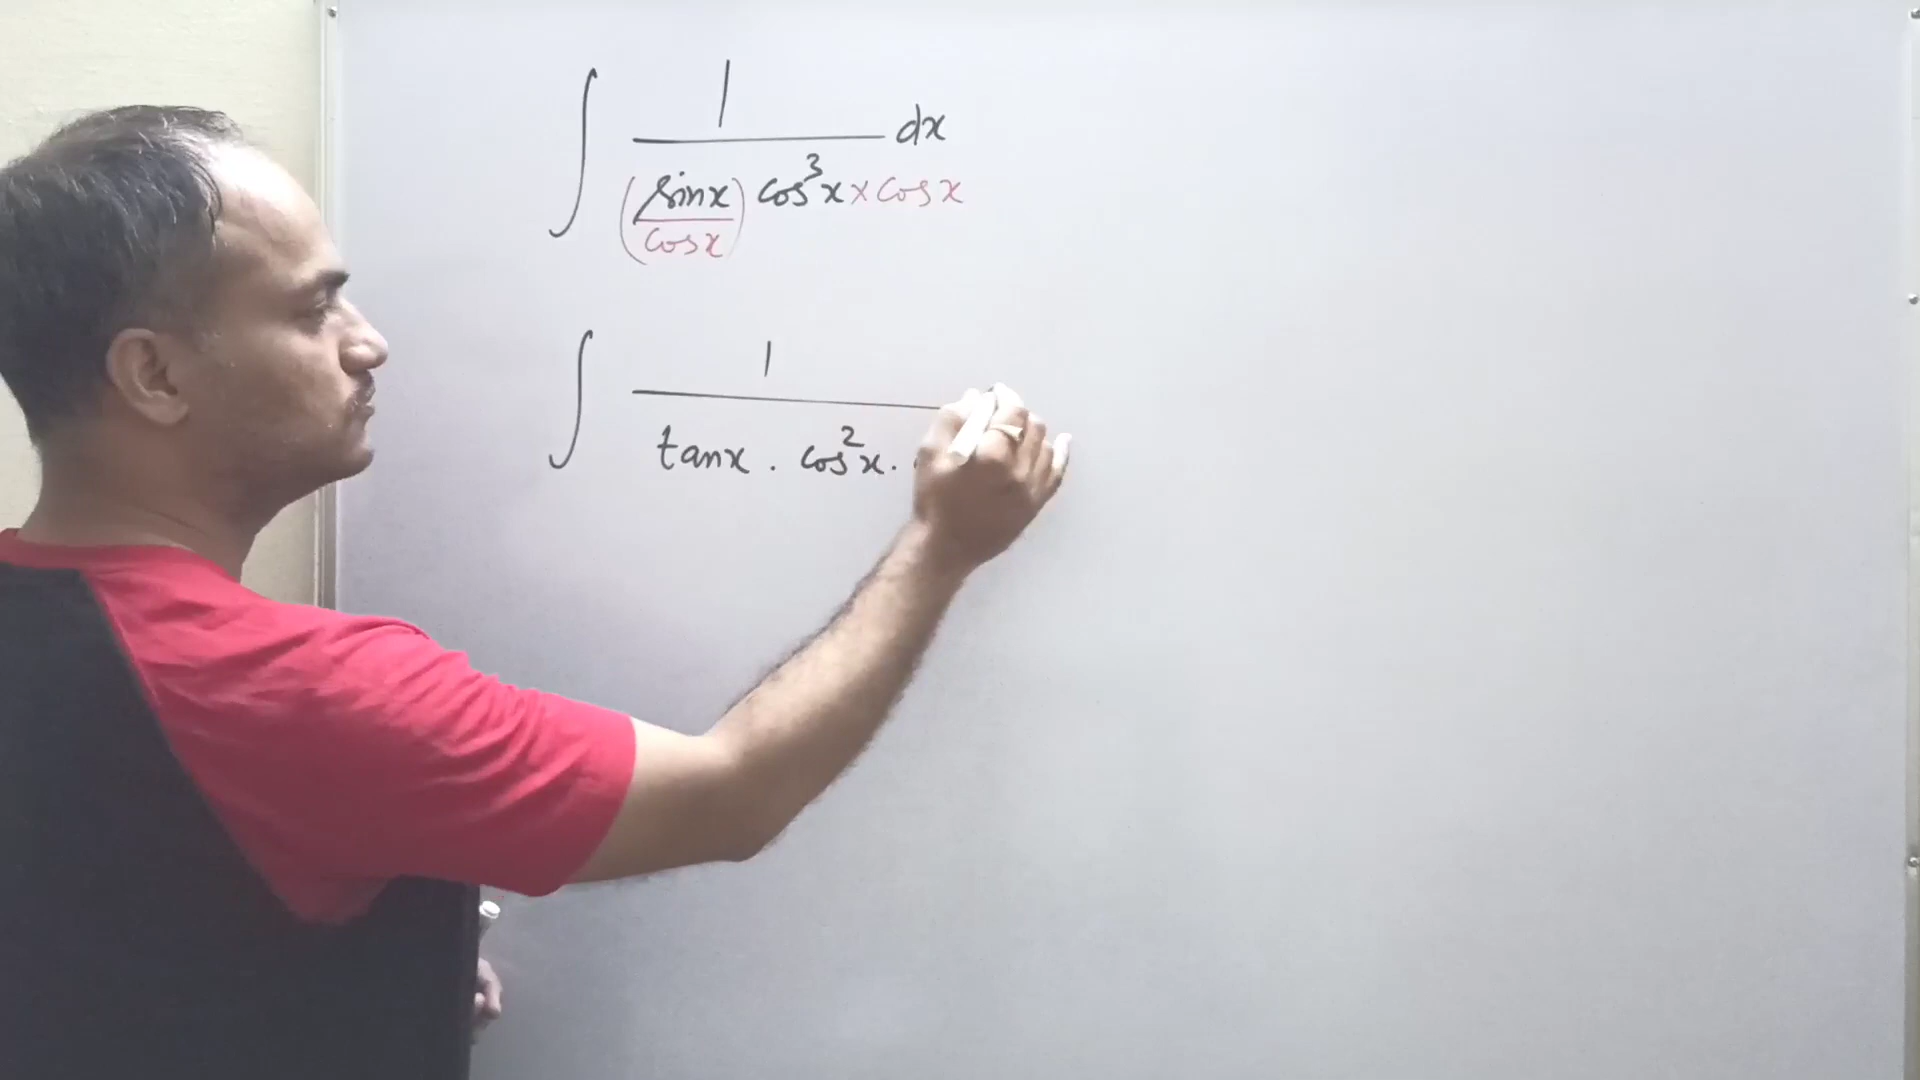 ∫ 1 / ((sinx / cosx) cos³x × cosx) dx
∫ 1 / (tanx . cos²x .